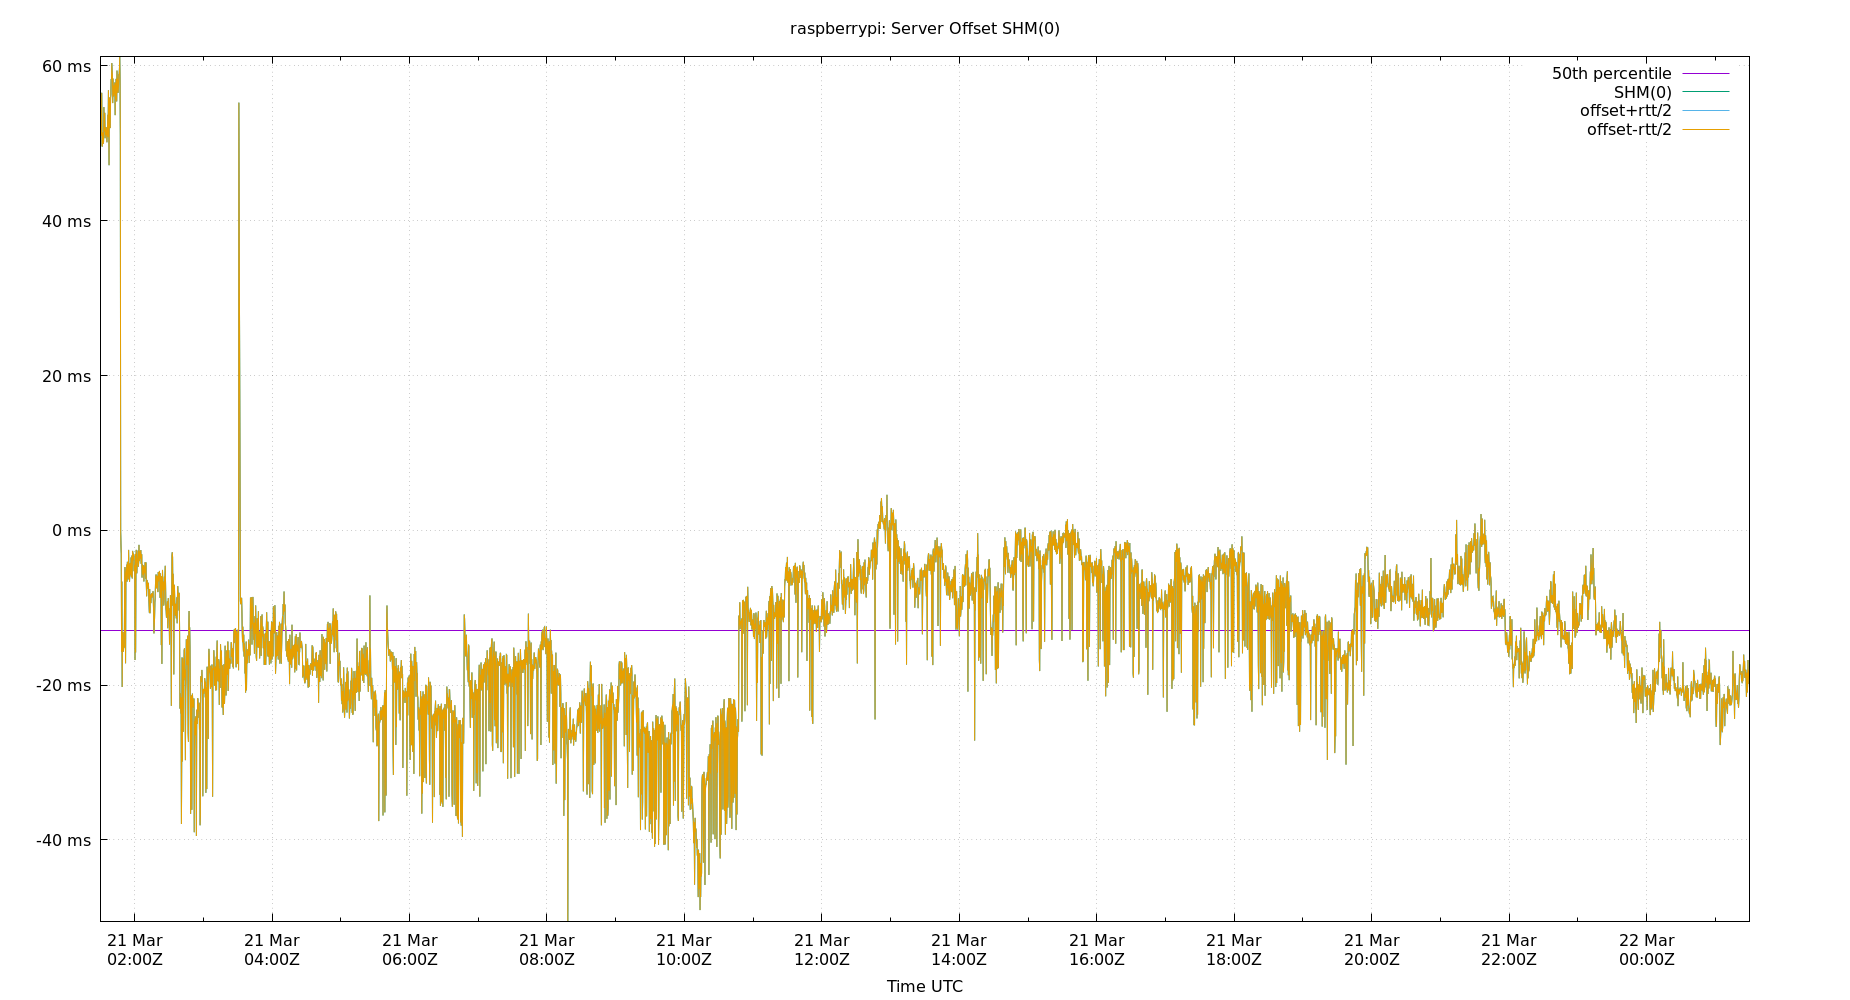 raspberrypi: Server Offset SHM(0)
50th percentile
SHM(0)
offset+rtt/2
offset-rtt/2
60 ms
40 ms
20 ms
0 ms
-20 ms
-40 ms
21 Mar 21 Mar 21 Mar 21 Mar 21 Mar 21 Mar 21 Mar 21 Mar 21 Mar 21 Mar 21 Mar 22 Mar
02:00Z 04:00Z 06:00Z 08:00Z 10:00Z 12:00Z 14:00Z 16:00Z 18:00Z 20:00Z 22:00Z 00:00Z
Time UTC